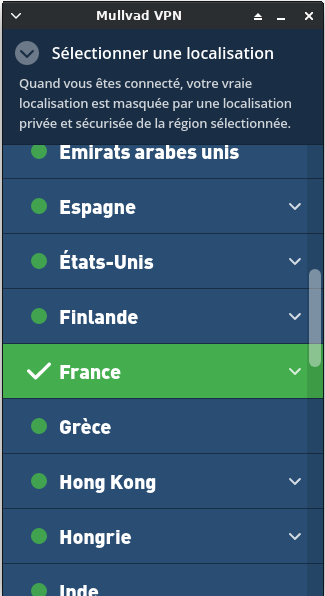 Mullvad VPN
Sélectionner une localisation
Quand vous êtes connecté, votre vraie
localisation est masquée par une localisation
privée et sécurisée de la région sélectionnée.
Émirats arabes unis
Espagne
États-Unis
Finlande
France
Grèce
Hong Kong
Hongrie
Inde